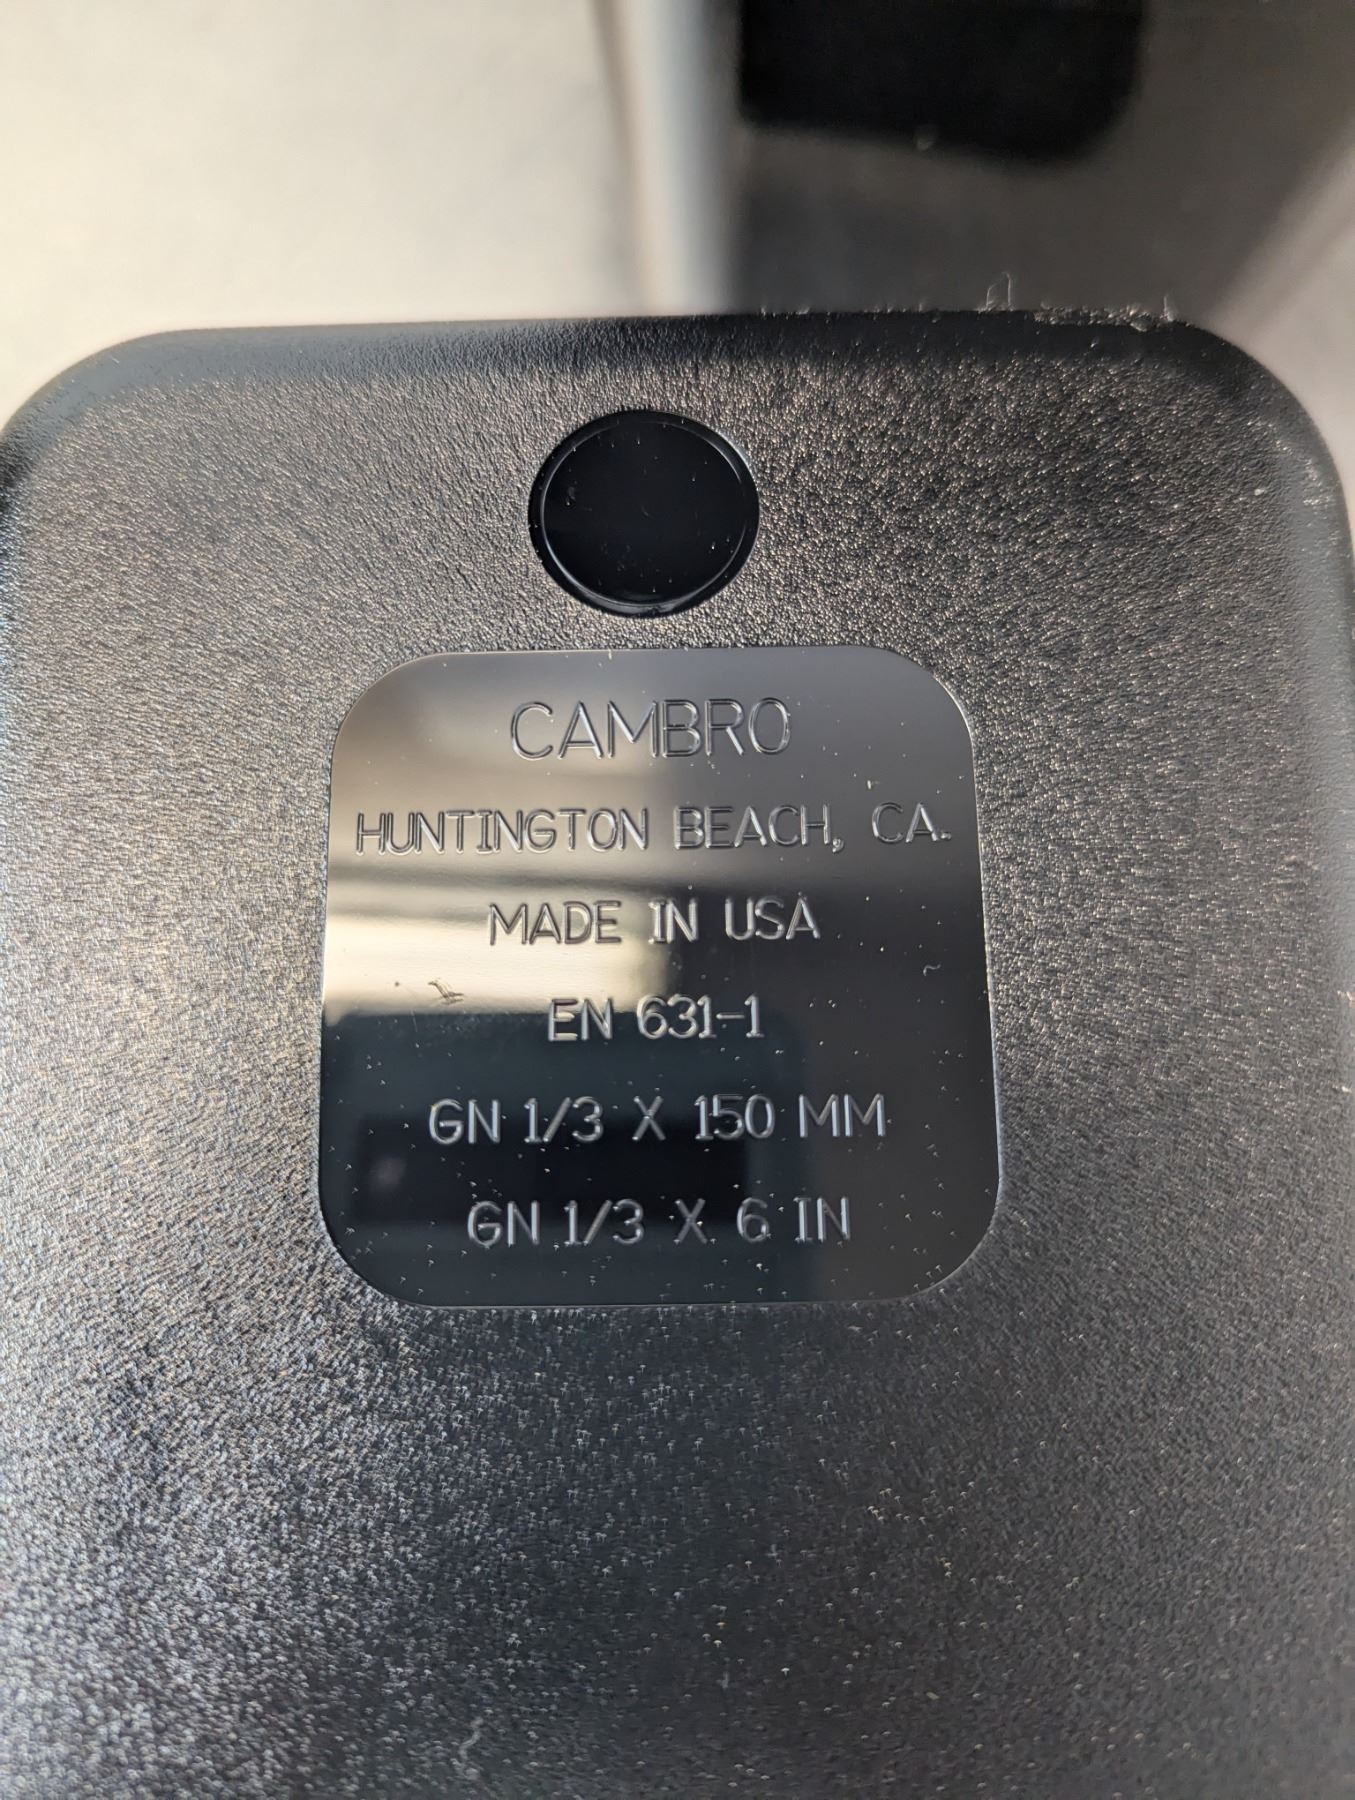 CAMBRO
HUNTINGTON BEACH, CA.
MADE IN USA
EN 631-1
GN 1/3 X 150 MM
GN 1/3 X 6 IN